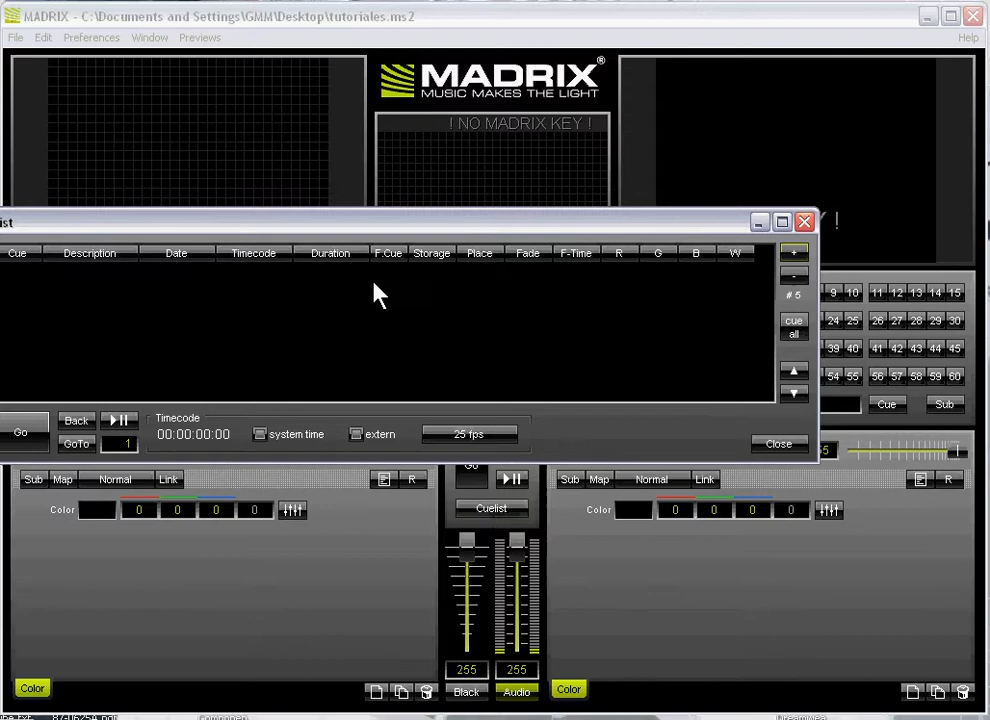 MADRIX - C:\Documents and Settings\GMM\Desktop\tutoriales.ms2
File Edit Preferences Window Previews Help
MADRIX®
MUSIC MAKES THE LIGHT
! NO MADRIX KEY !
Y !
ist
Cue Description Date Timecode Duration F.Cue Storage Place Fade F-Time R G B W
+
-
# 5
cue
all
▲
▼
9 10 11 12 13 14 15
24 25 26 27 28 29 30
39 40 41 42 43 44 45
54 55 56 57 58 59 60
Cue Sub
Go Back GoTo 1
Timecode
00:00:00:00 system time extern 25 fps
Close
55
Sub Map Normal Link R
Color 0 0 0 0
Go
Cuelist
Sub Map Normal Link R
Color 0 0 0 0
255 255
Black Audio
Color
Color